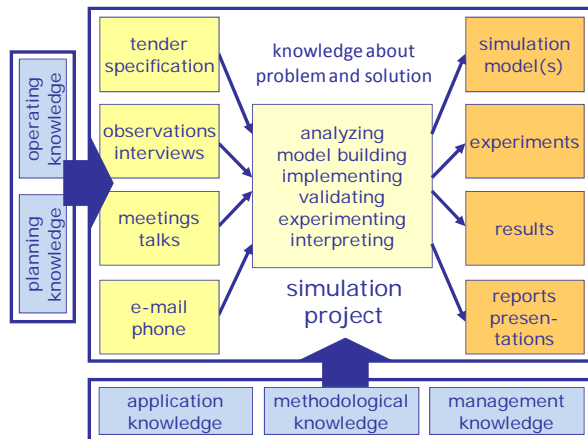 operating
knowledge
planning
knowledge
tender
specification
observations
interviews
meetings
talks
e-mail
phone
knowledge about
problem and solution
analyzing
model building
implementing
validating
experimenting
interpreting
simulation
project
simulation
model(s)
experiments
results
reports
presen-
tations
application
knowledge
methodological
knowledge
management
knowledge